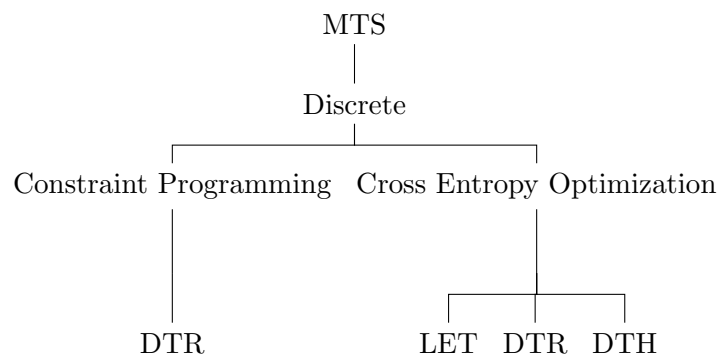 MTS
Discrete
Constraint Programming Cross Entropy Optimization
DTR LET DTR DTH